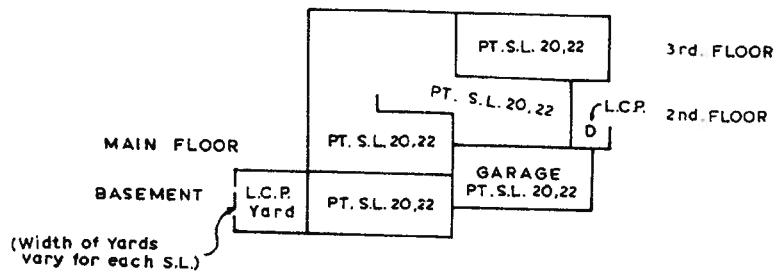 PT. S.L. 20,22
3rd. FLOOR
PT. S.L. 20,22
L.C.P.
2nd. FLOOR
D
MAIN FLOOR
PT. S.L. 20,22
GARAGE
PT. S.L. 20,22
BASEMENT
L.C.P.
Yard
PT. S.L. 20,22
(Width of Yards
vary for each S.L.)